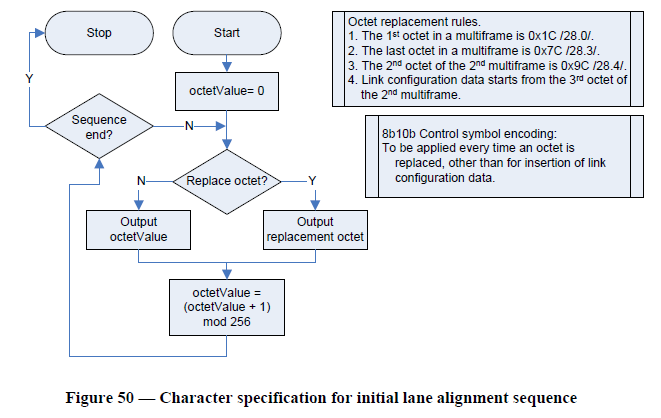 Stop
Start
Octet replacement rules.
1. The 1st octet in a multiframe is 0x1C /28.0/.
2. The last octet in a multiframe is 0x7C /28.3/.
3. The 2nd octet of the 2nd multiframe is 0x9C /28.4/.
4. Link configuration data starts from the 3rd octet of
the 2nd multiframe.
Y
octetValue= 0
Sequence
end?
N
8b10b Control symbol encoding:
To be applied every time an octet is
replaced, other than for insertion of link
configuration data.
N
Replace octet?
Y
Output
octetValue
Output
replacement octet
octetValue =
(octetValue + 1)
mod 256
Figure 50 — Character specification for initial lane alignment sequence